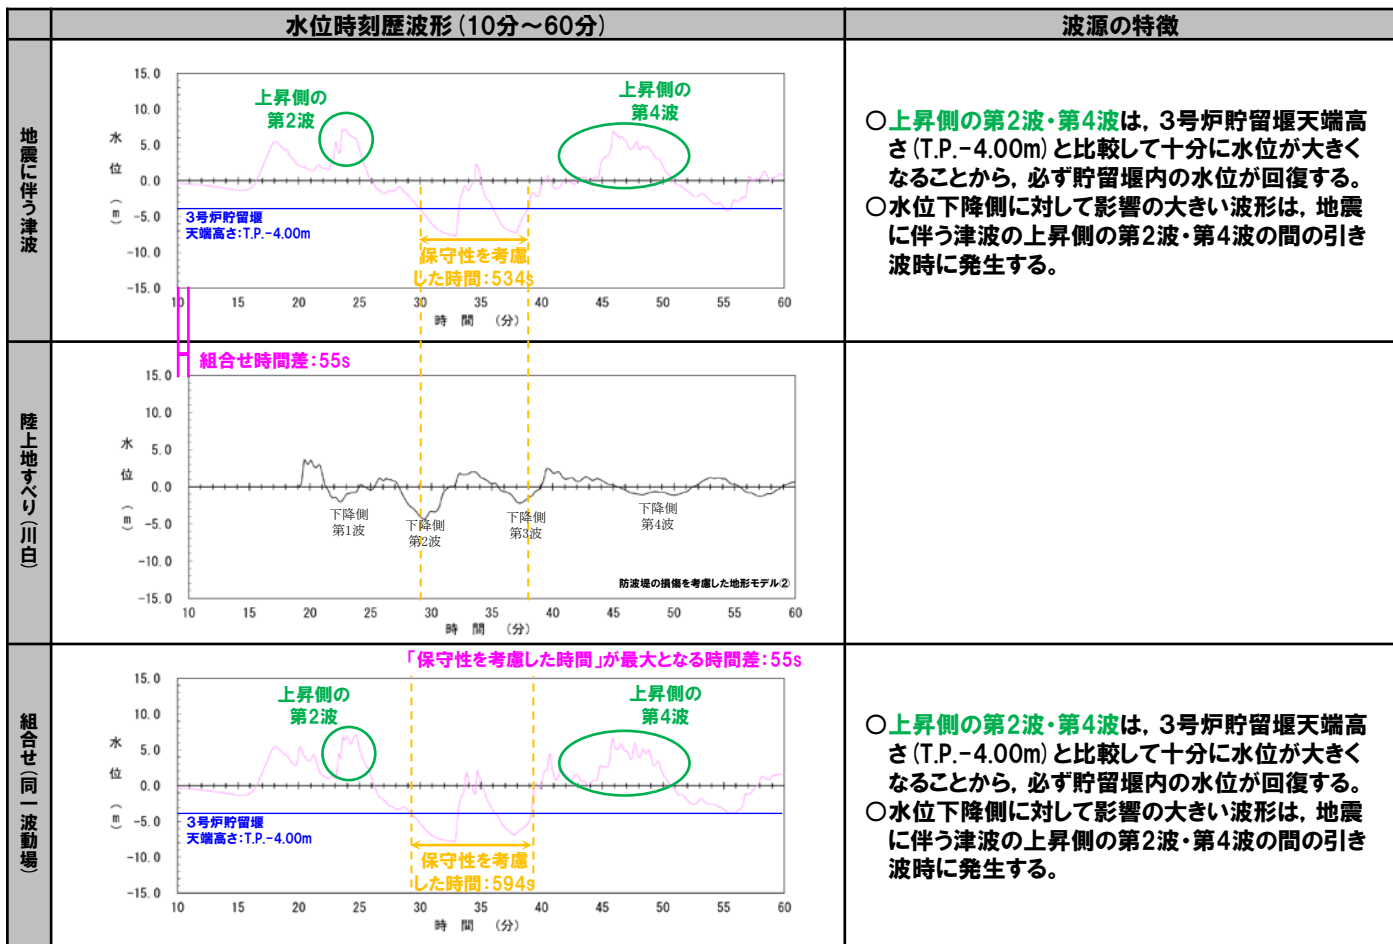 水位時刻歴波形（10分～60分）
波源の特徴
地震に伴う津波
15.0
10.0
5.0
0.0
-5.0
-10.0
-15.0
水位（m）
上昇側の
第2波
上昇側の
第4波
3号炉貯留堰
天端高さ：T.P.-4.00m
保守性を考慮
した時間：534s
10 15 20 25 30 35 40 45 50 55 60
時 間 （分）
○上昇側の第2波・第4波は，3号炉貯留堰天端高
さ（T.P.-4.00m）と比較して十分に水位が大きく
なることから，必ず貯留堰内の水位が回復する。
○水位下降側に対して影響の大きい波形は，地震
に伴う津波の上昇側の第2波・第4波の間の引き
波時に発生する。
陸上地すべり（川白）
組合せ時間差：55s
15.0
10.0
5.0
0.0
-5.0
-10.0
-15.0
水位（m）
下降側
第1波
下降側
第2波
下降側
第3波
下降側
第4波
防波堤の損傷を考慮した地形モデル②
10 15 20 25 30 35 40 45 50 55 60
時 間 （分）
組合せ（同一波動場）
「保守性を考慮した時間」が最大となる時間差：55s
15.0
10.0
5.0
0.0
-5.0
-10.0
-15.0
水位（m）
上昇側の
第2波
上昇側の
第4波
3号炉貯留堰
天端高さ：T.P.-4.00m
保守性を考慮
した時間：594s
10 15 20 25 30 35 40 45 50 55 60
時 間 （分）
○上昇側の第2波・第4波は，3号炉貯留堰天端高
さ（T.P.-4.00m）と比較して十分に水位が大きく
なることから，必ず貯留堰内の水位が回復する。
○水位下降側に対して影響の大きい波形は，地震
に伴う津波の上昇側の第2波・第4波の間の引き
波時に発生する。